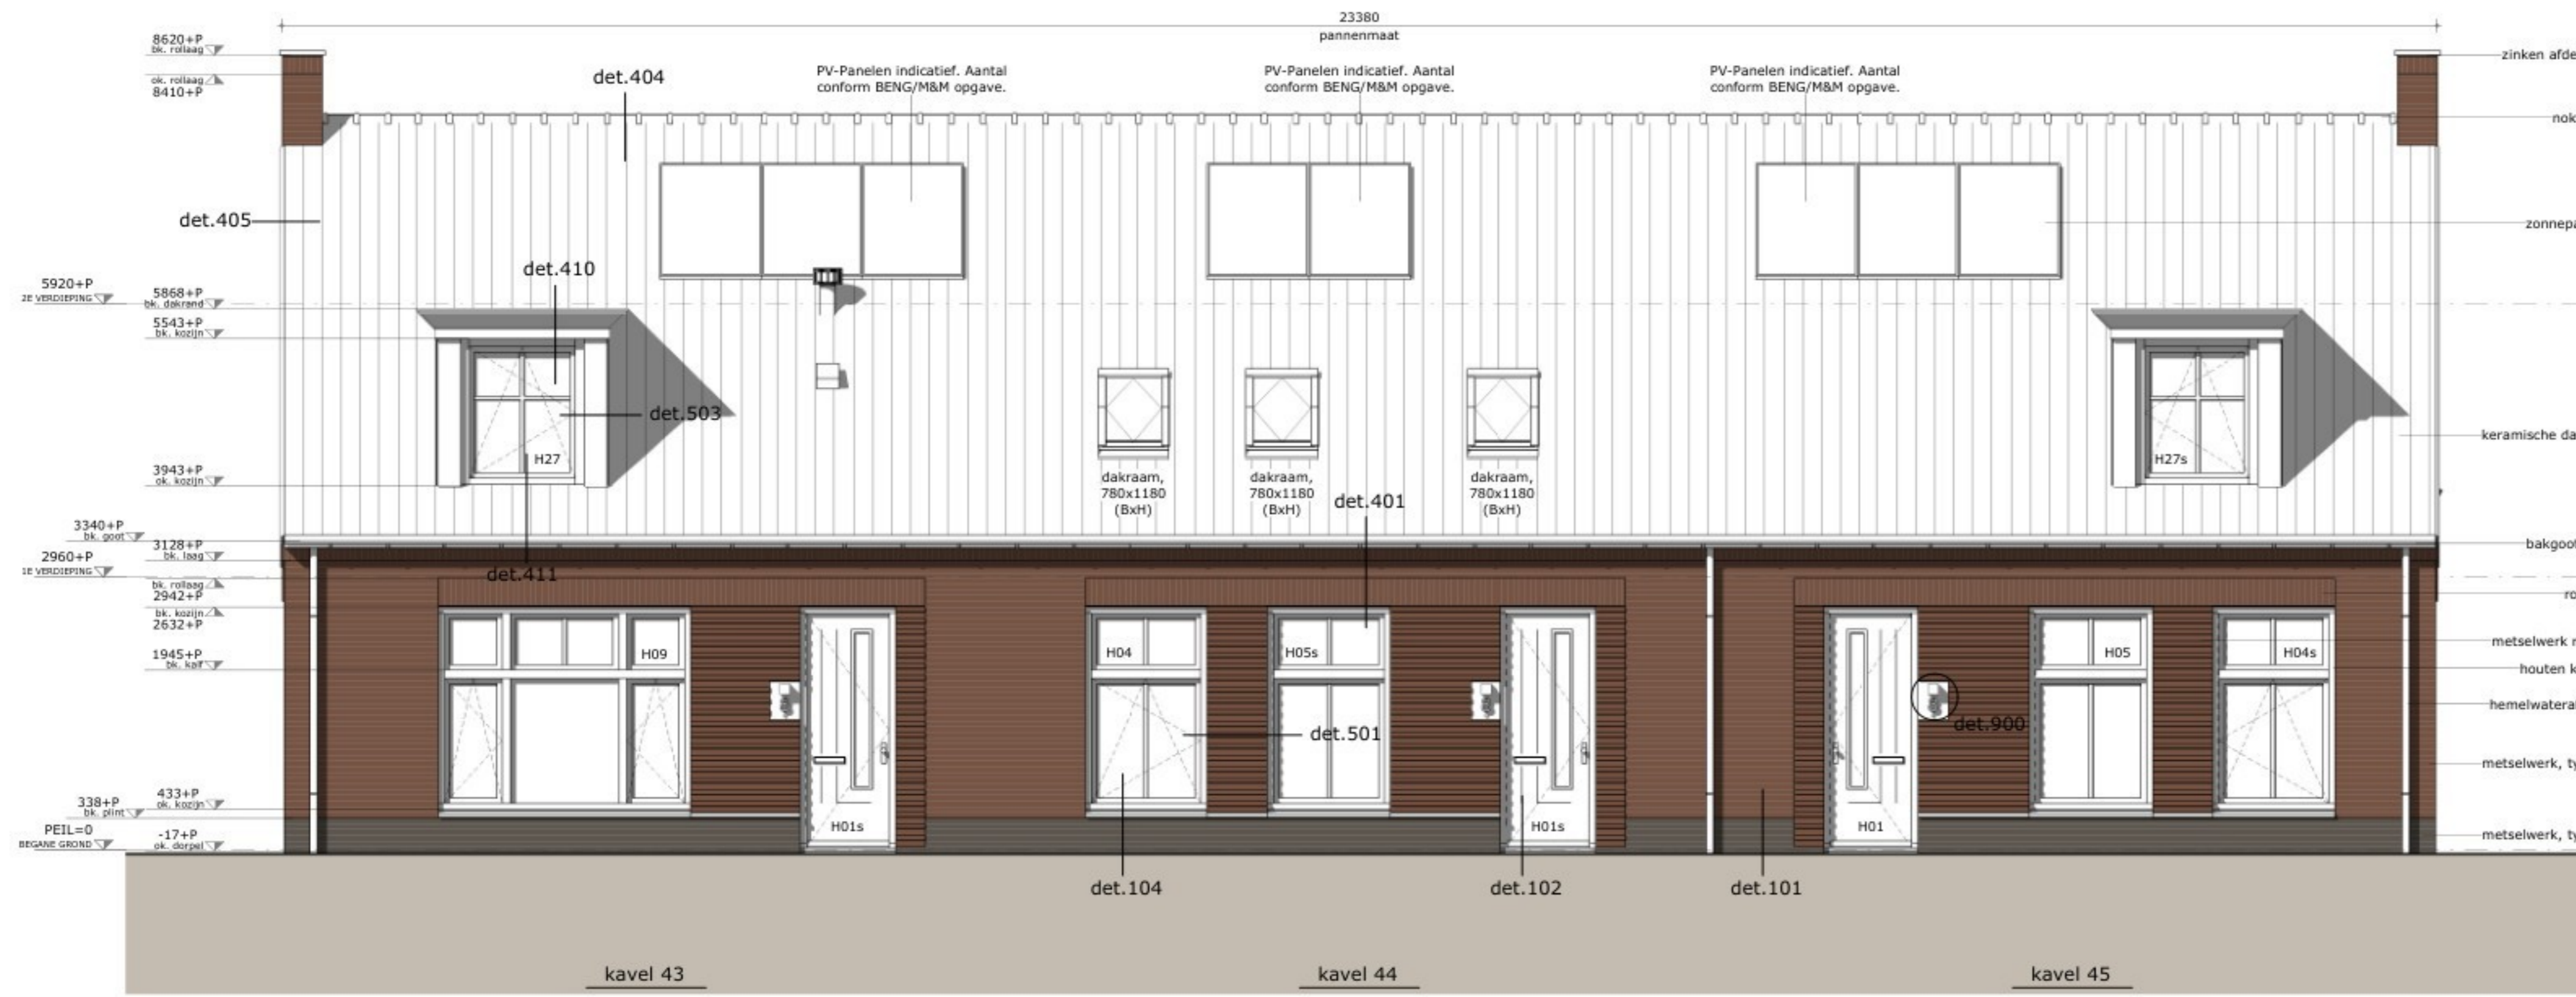 23380
pannenmaat
8620+P
bk. rollaag
ok. rollaag
8410+P
det.404
PV-Panelen indicatief. Aantal
conform BENG/M&M opgave.
PV-Panelen indicatief. Aantal
conform BENG/M&M opgave.
PV-Panelen indicatief. Aantal
conform BENG/M&M opgave.
zinken afde
nok
det.405
zonnepa
det.410
5920+P
2E VERDIEPING
5868+P
bk. dakrand
5543+P
bk. kozijn
det.503
H27
H27s
keramische da
3943+P
ok. kozijn
dakraam,
780x1180
(BxH)
dakraam,
780x1180
(BxH)
dakraam,
780x1180
(BxH)
det.401
3340+P
bk. goot
3128+P
bk. laag
bakgoot
2960+P
1E VERDIEPING
det.411
bk. rollaag
2942+P
ro
bk. kozijn
2632+P
1945+P
bk. kalf
H09
H04
H05s
H05
H04s
metselwerk r
houten k
hemelwatera
det.900
det.501
metselwerk, ty
433+P
ok. kozijn
338+P
bk. plint
PEIL=0
BEGANE GROND
-17+P
ok. dorpel
H01s
H01s
H01
metselwerk, ty
det.104
det.102
det.101
kavel 43
kavel 44
kavel 45